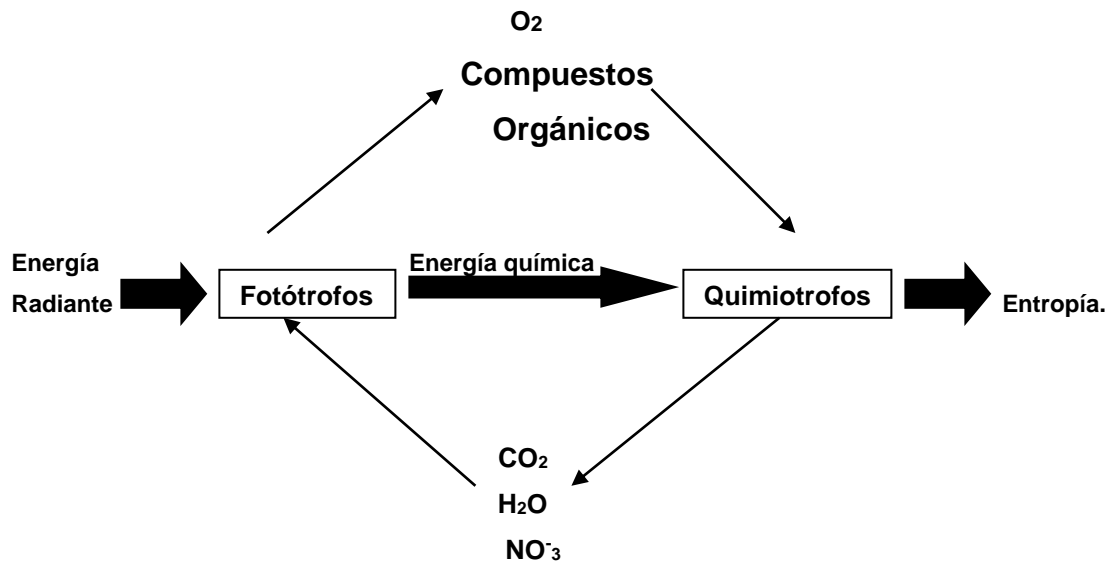 O2
Compuestos
Orgánicos
Energía
Radiante
Fotótrofos
Energía química
Quimiotrofos
Entropía.
CO2
H2O
NO-3